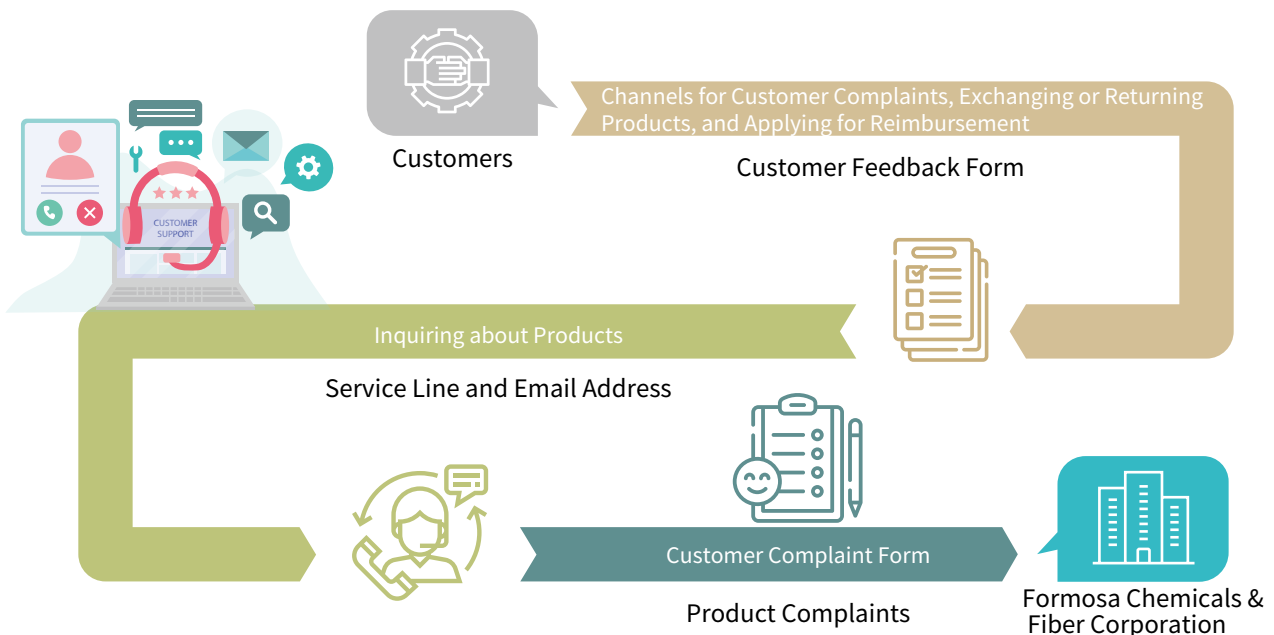 Customers
Channels for Customer Complaints, Exchanging or Returning
Products, and Applying for Reimbursement
Customer Feedback Form
CUSTOMER
SUPPORT
Inquiring about Products
Service Line and Email Address
Customer Complaint Form
Product Complaints
Formosa Chemicals &
Fiber Corporation